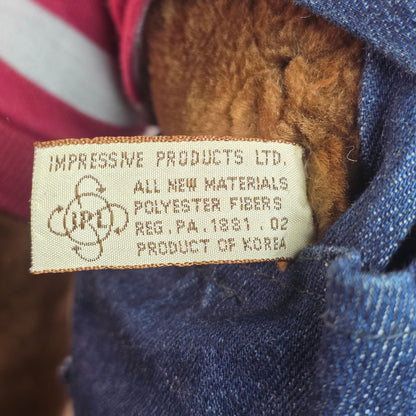 IMPRESSIVE PRODUCTS LTD.
IPL
ALL NEW MATERIALS
POLYESTER FIBERS
REG. PA. 1881 . 02
PRODUCT OF KOREA